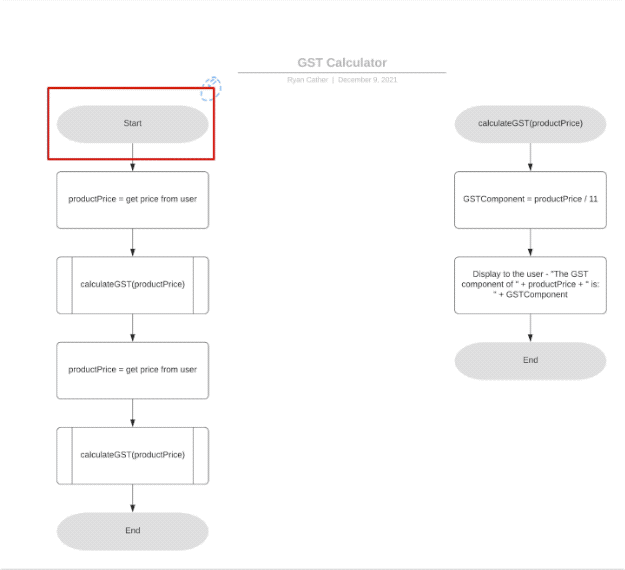 GST Calculator
Ryan Cather | December 9, 2021
Start
productPrice = get price from user
calculateGST(productPrice)
productPrice = get price from user
calculateGST(productPrice)
End
calculateGST(productPrice)
GSTComponent = productPrice / 11
Display to the user - "The GST
component of " + productPrice + " is:
" + GSTComponent
End